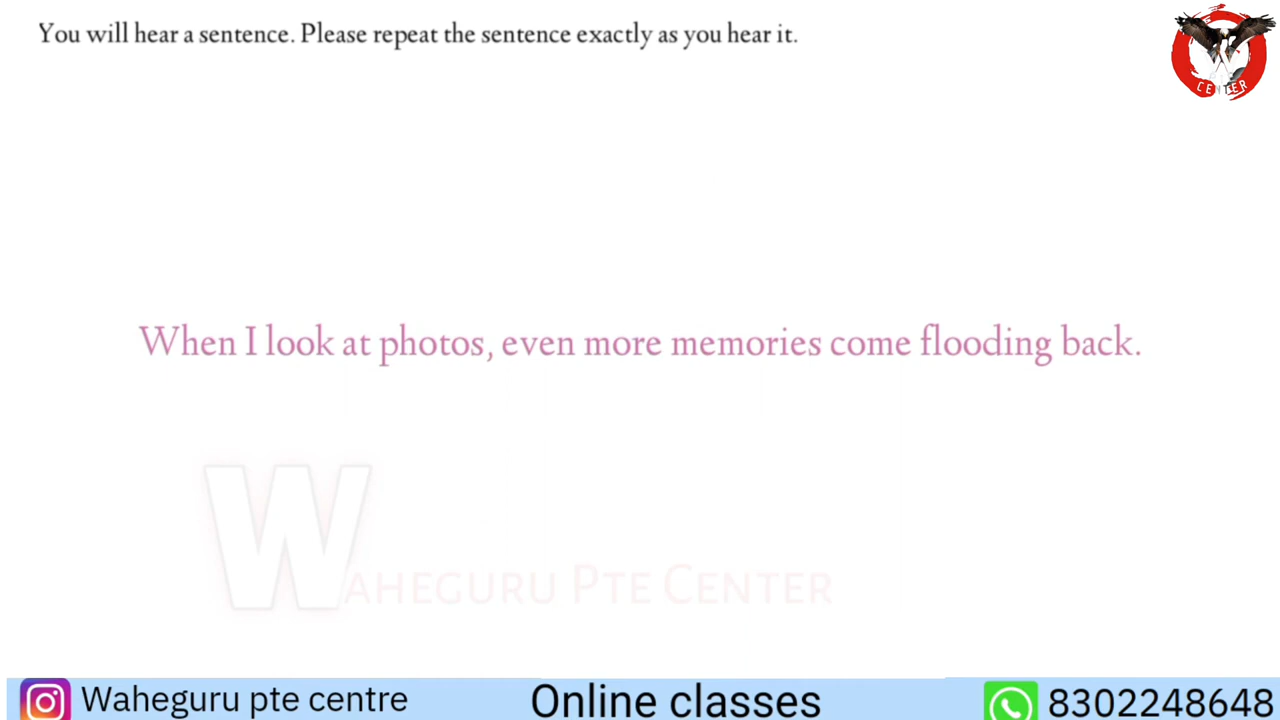 You will hear a sentence. Please repeat the sentence exactly as you hear it.
CENTER
When I look at photos, even more memories come flooding back.
WAHEGURU PTE CENTER
Waheguru pte centre
Online classes
8302248648